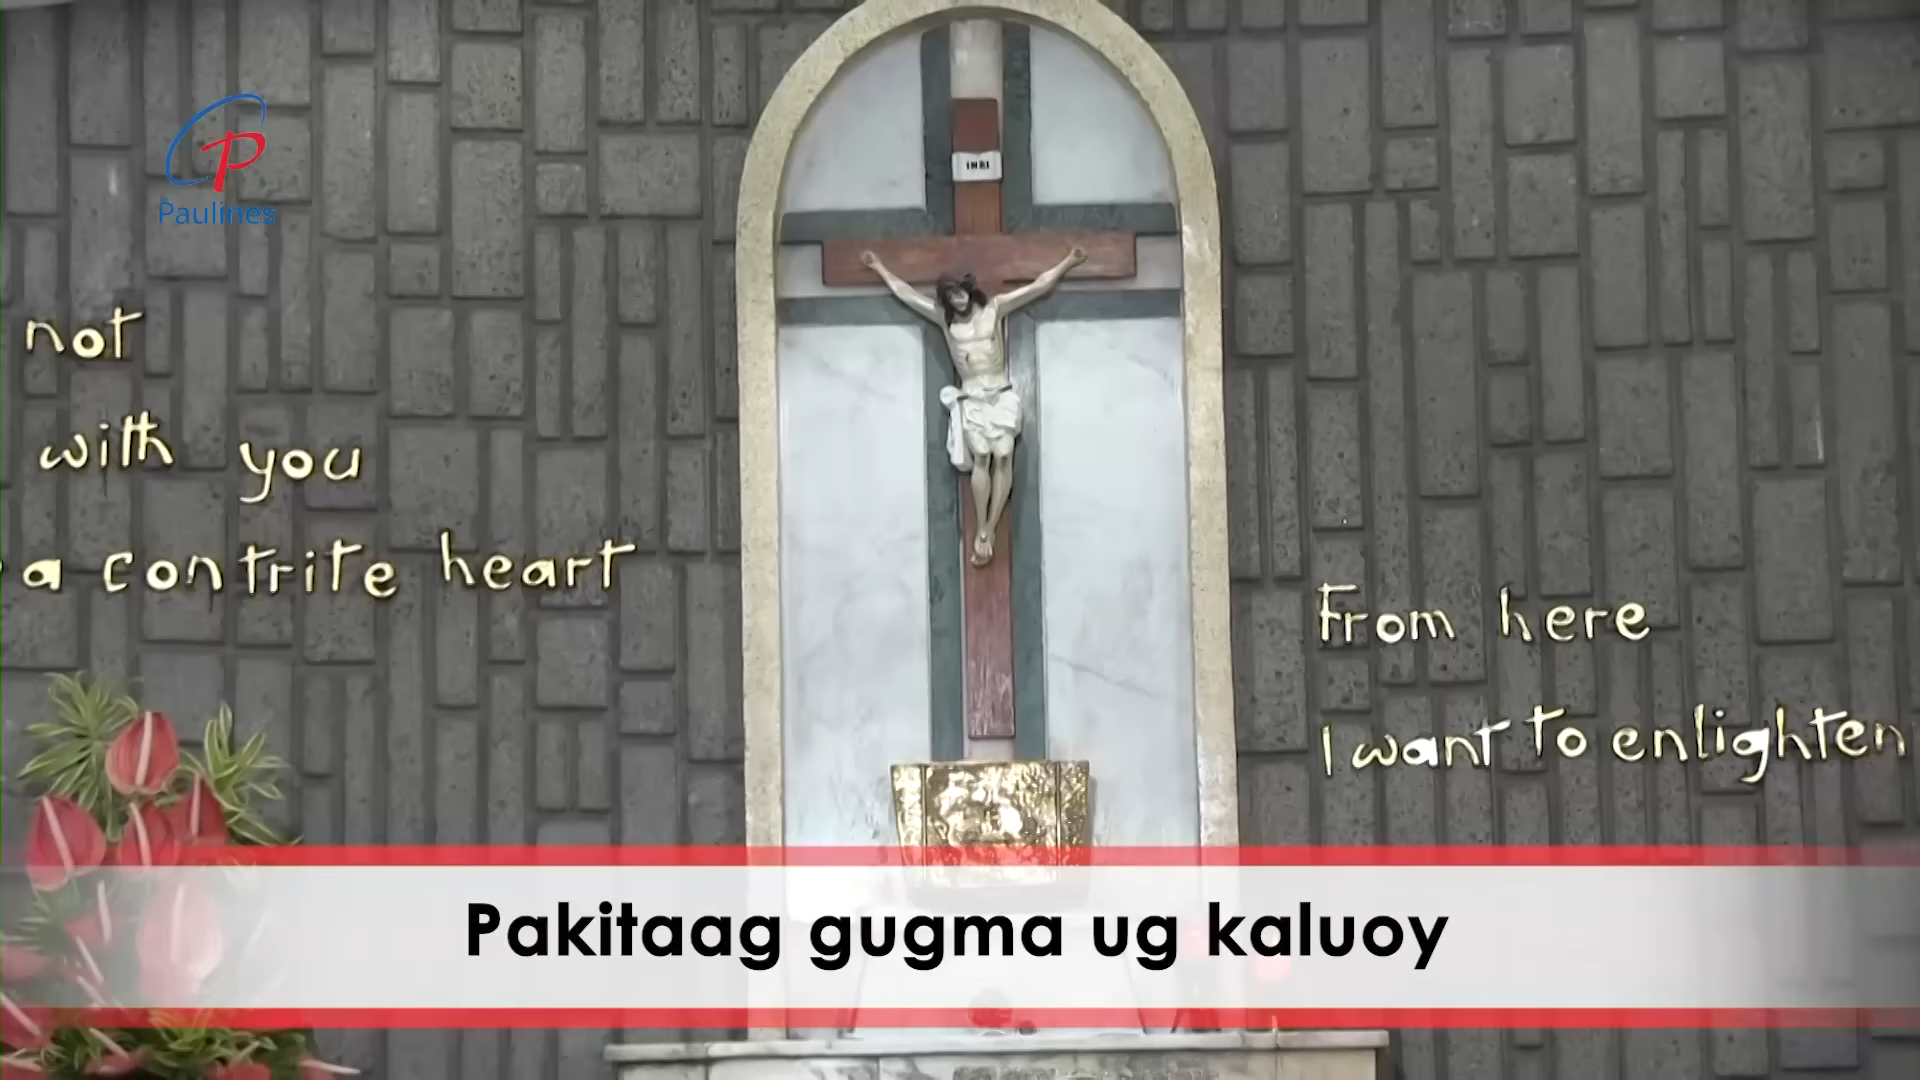 Paulines
INRI
not
with you
a contrite heart
From here
I want to enlighten
Pakitaag gugma ug kaluoy